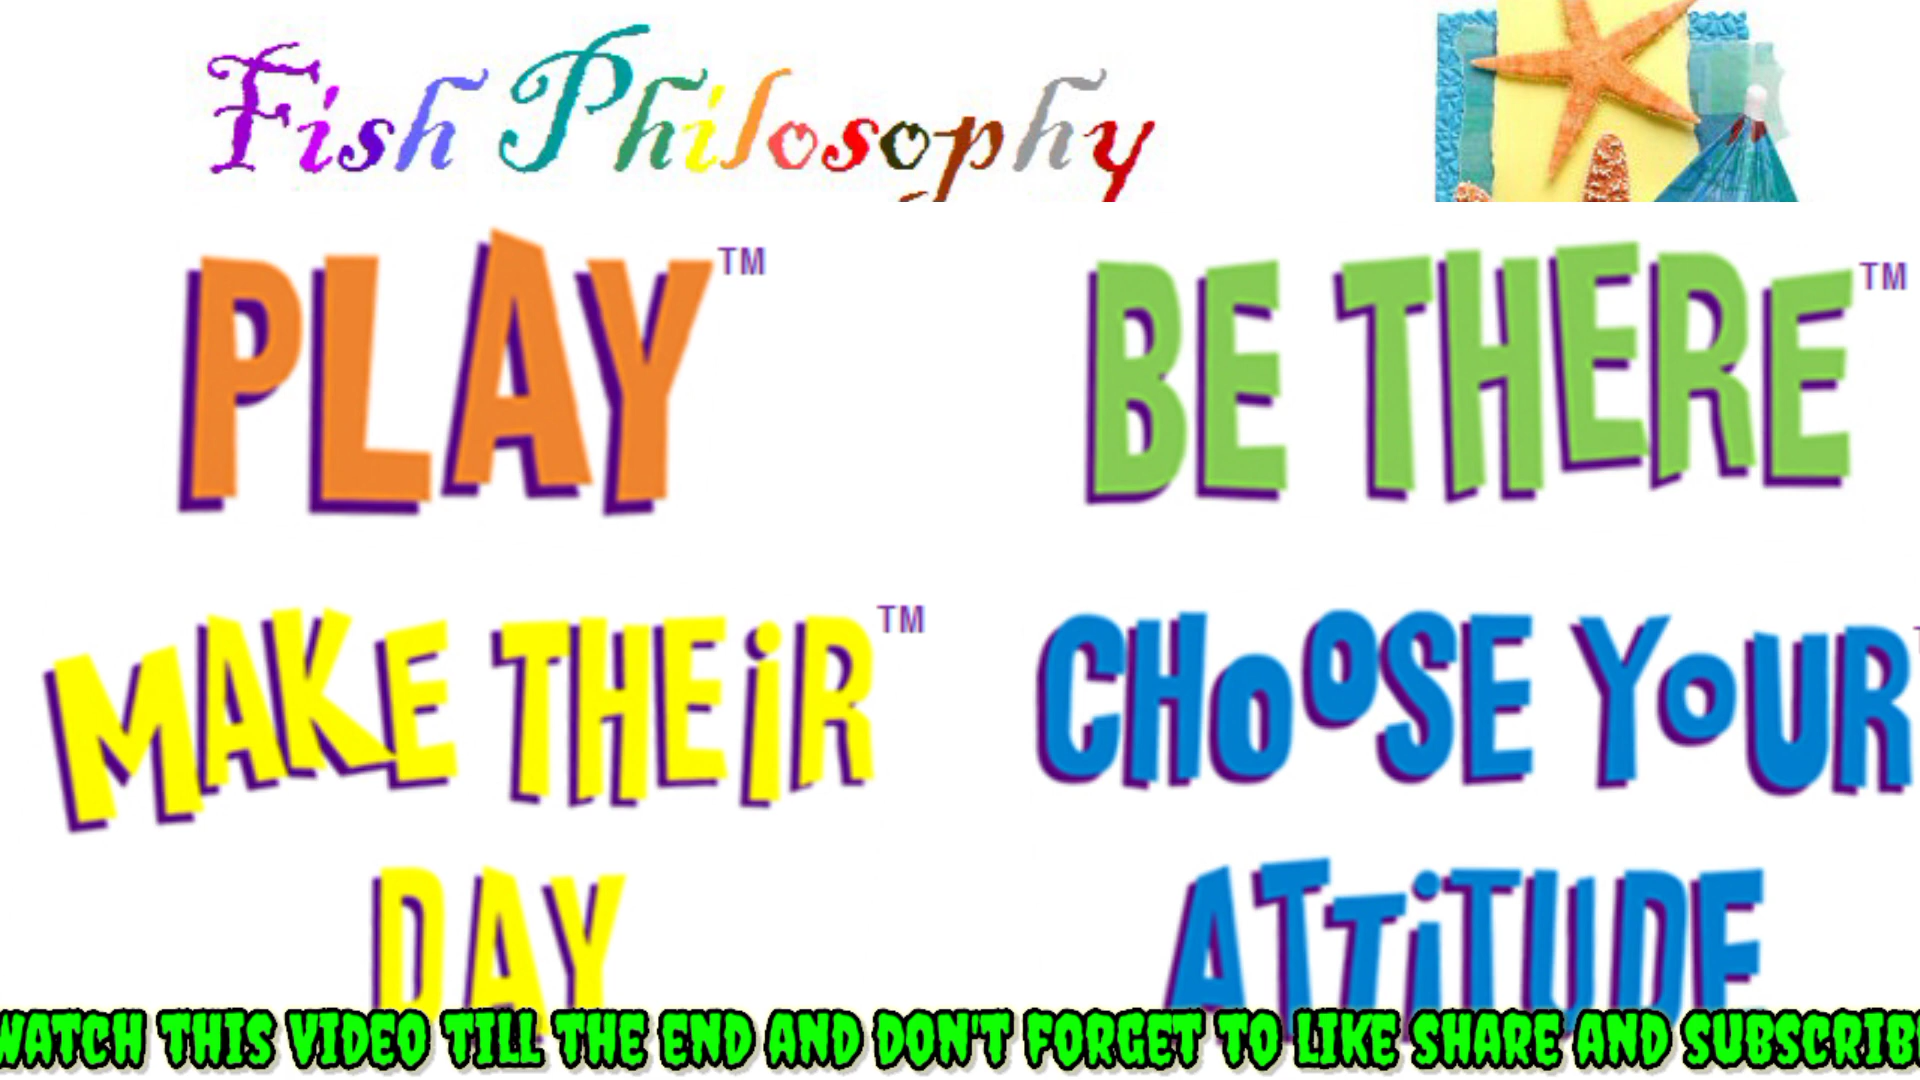 Fish Philosophy
PLAY™
BE THERE™
MAKE THEiR™
DAY
CHOOSE YOUR
ATTiTUDE
WATCH THIS VIDEO TILL THE END AND DON'T FORGET TO LIKE SHARE AND SUBSCRIBE